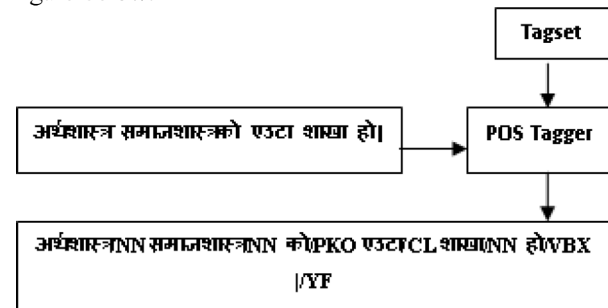 Tagset
अर्थशास्त्र समाजशास्त्रको एउटा शाखा हो|
POS Tagger
अर्थशास्त्र/NN समाजशास्त्र/NN को/PKO एउटा/CL शाखा/NN हो/VBX
|/YF